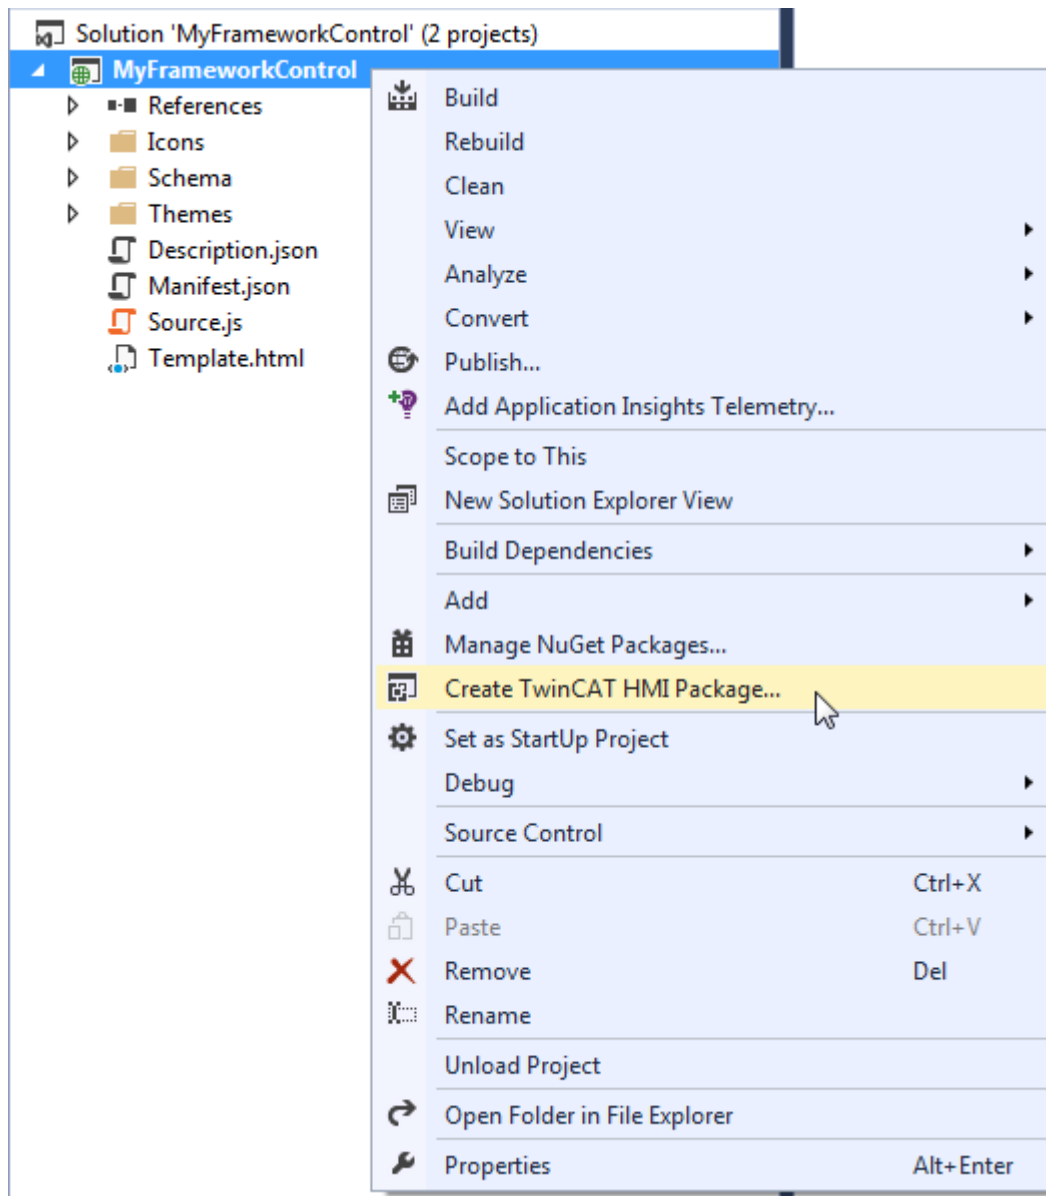 Solution 'MyFrameworkControl' (2 projects)
MyFrameworkControl
References
Icons
Schema
Themes
Description.json
Manifest.json
Source.js
Template.html
Build
Rebuild
Clean
View
Analyze
Convert
Publish...
Add Application Insights Telemetry...
Scope to This
New Solution Explorer View
Build Dependencies
Add
Manage NuGet Packages...
Create TwinCAT HMI Package...
Set as StartUp Project
Debug
Source Control
Cut Ctrl+X
Paste Ctrl+V
Remove Del
Rename
Unload Project
Open Folder in File Explorer
Properties Alt+Enter